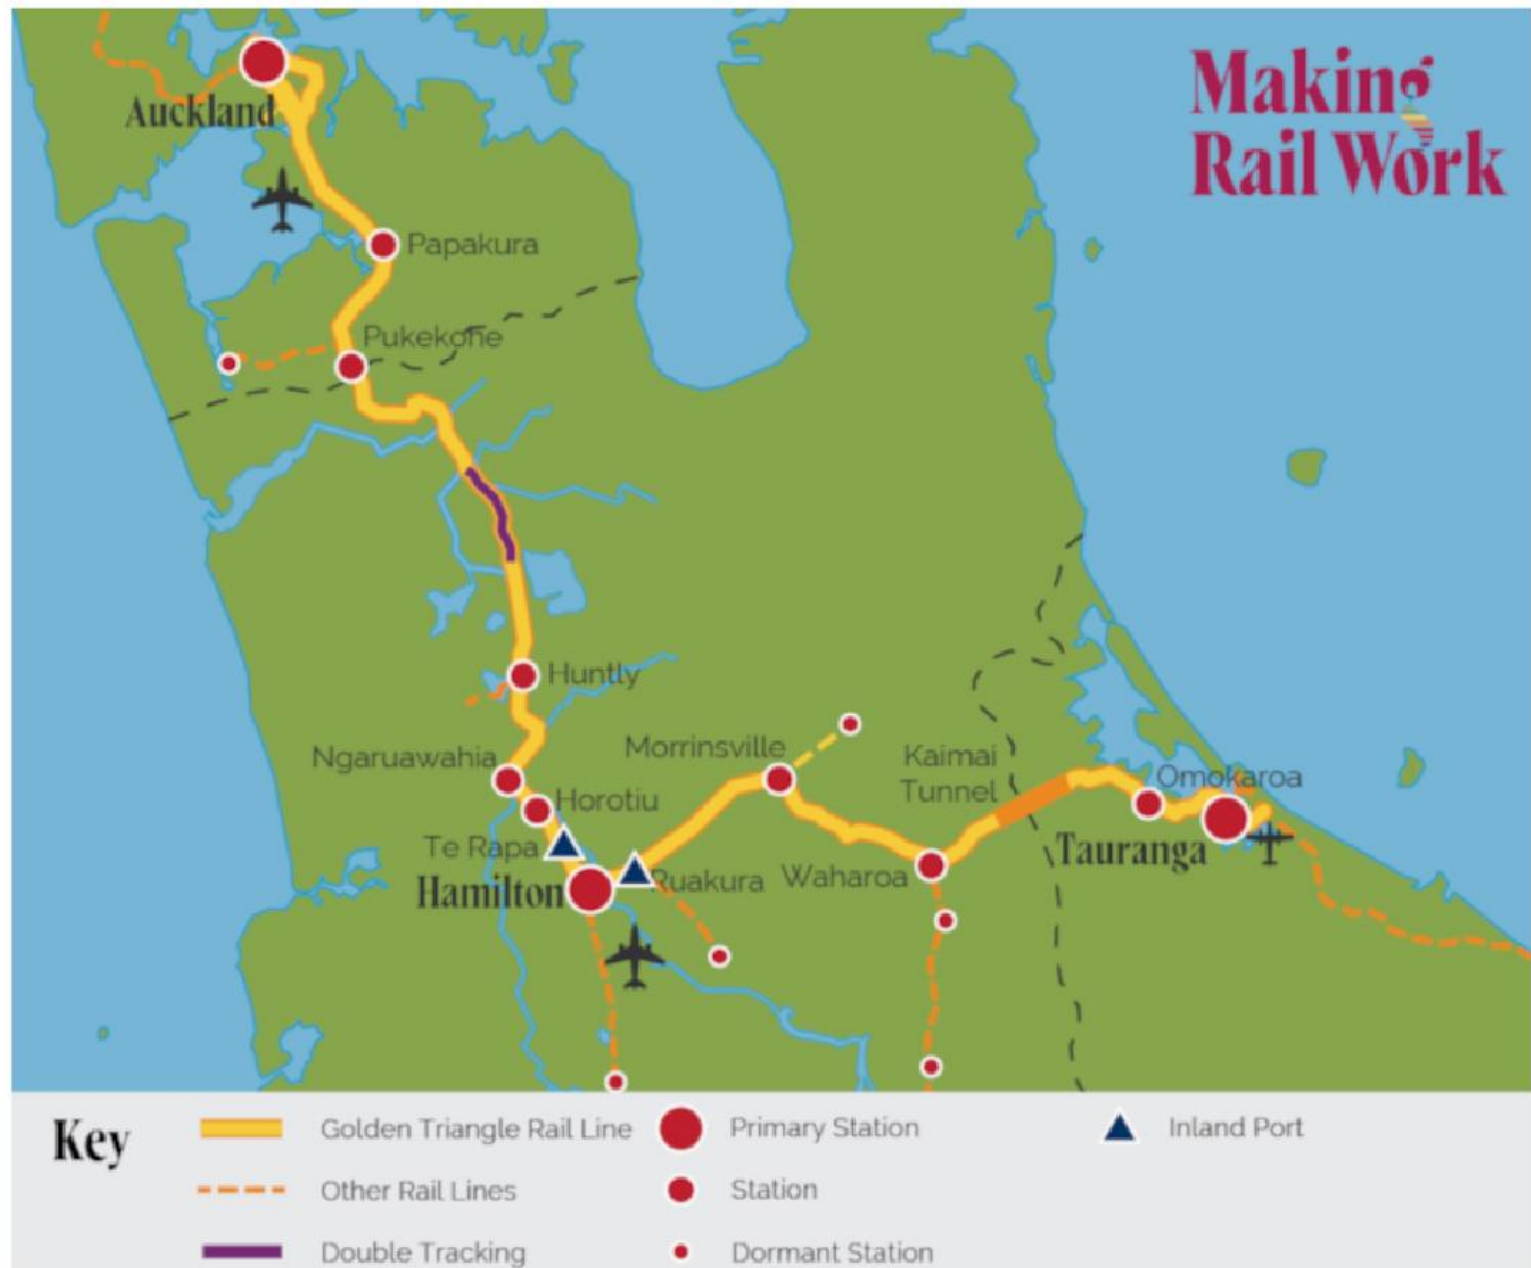 Making
Rail Work
Auckland
Papakura
Pukekohe
Huntly
Ngaruawahia
Horotiu
Te Rapa
Hamilton
Ruakura
Morrinsville
Waharoa
Kaimai
Tunnel
Omokaroa
Tauranga
Key
Golden Triangle Rail Line
Primary Station
Inland Port
Other Rail Lines
Station
Double Tracking
Dormant Station